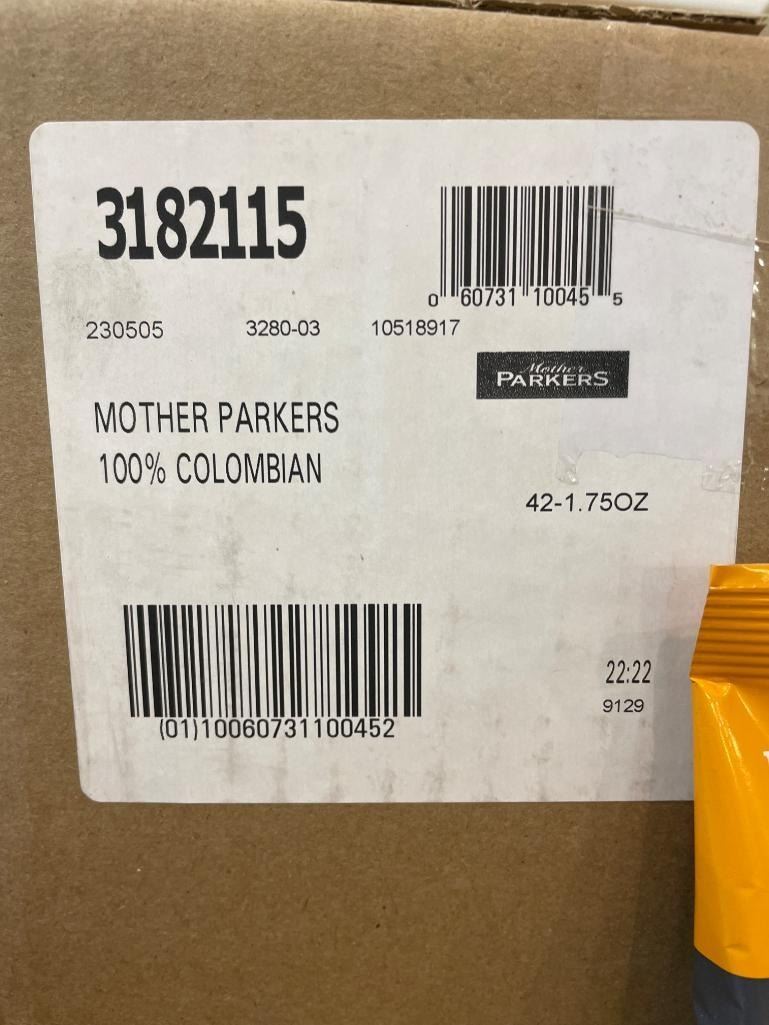 3182115
0 60731 10045 5
230505 3280-03 10518917
Mother
PARKERS
MOTHER PARKERS
100% COLOMBIAN
42-1.75OZ
(01)10060731100452
22:22
9129